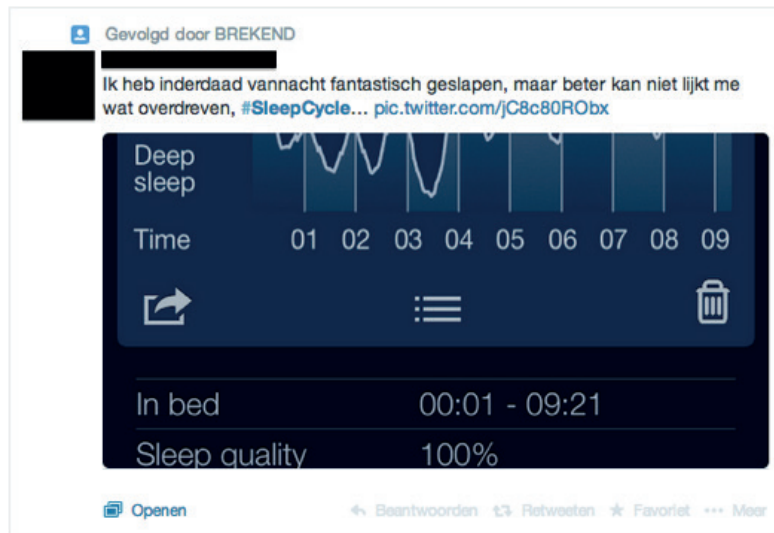 Gevolgd door BREKEND
Ik heb inderdaad vannacht fantastisch geslapen, maar beter kan niet lijkt me
wat overdreven, #SleepCycle... pic.twitter.com/jC8c80RObx
Deep
sleep
Time 01 02 03 04 05 06 07 08 09
In bed 00:01 - 09:21
Sleep quality 100%
Openen Beantwoorden Retweeten Favoriet Meer